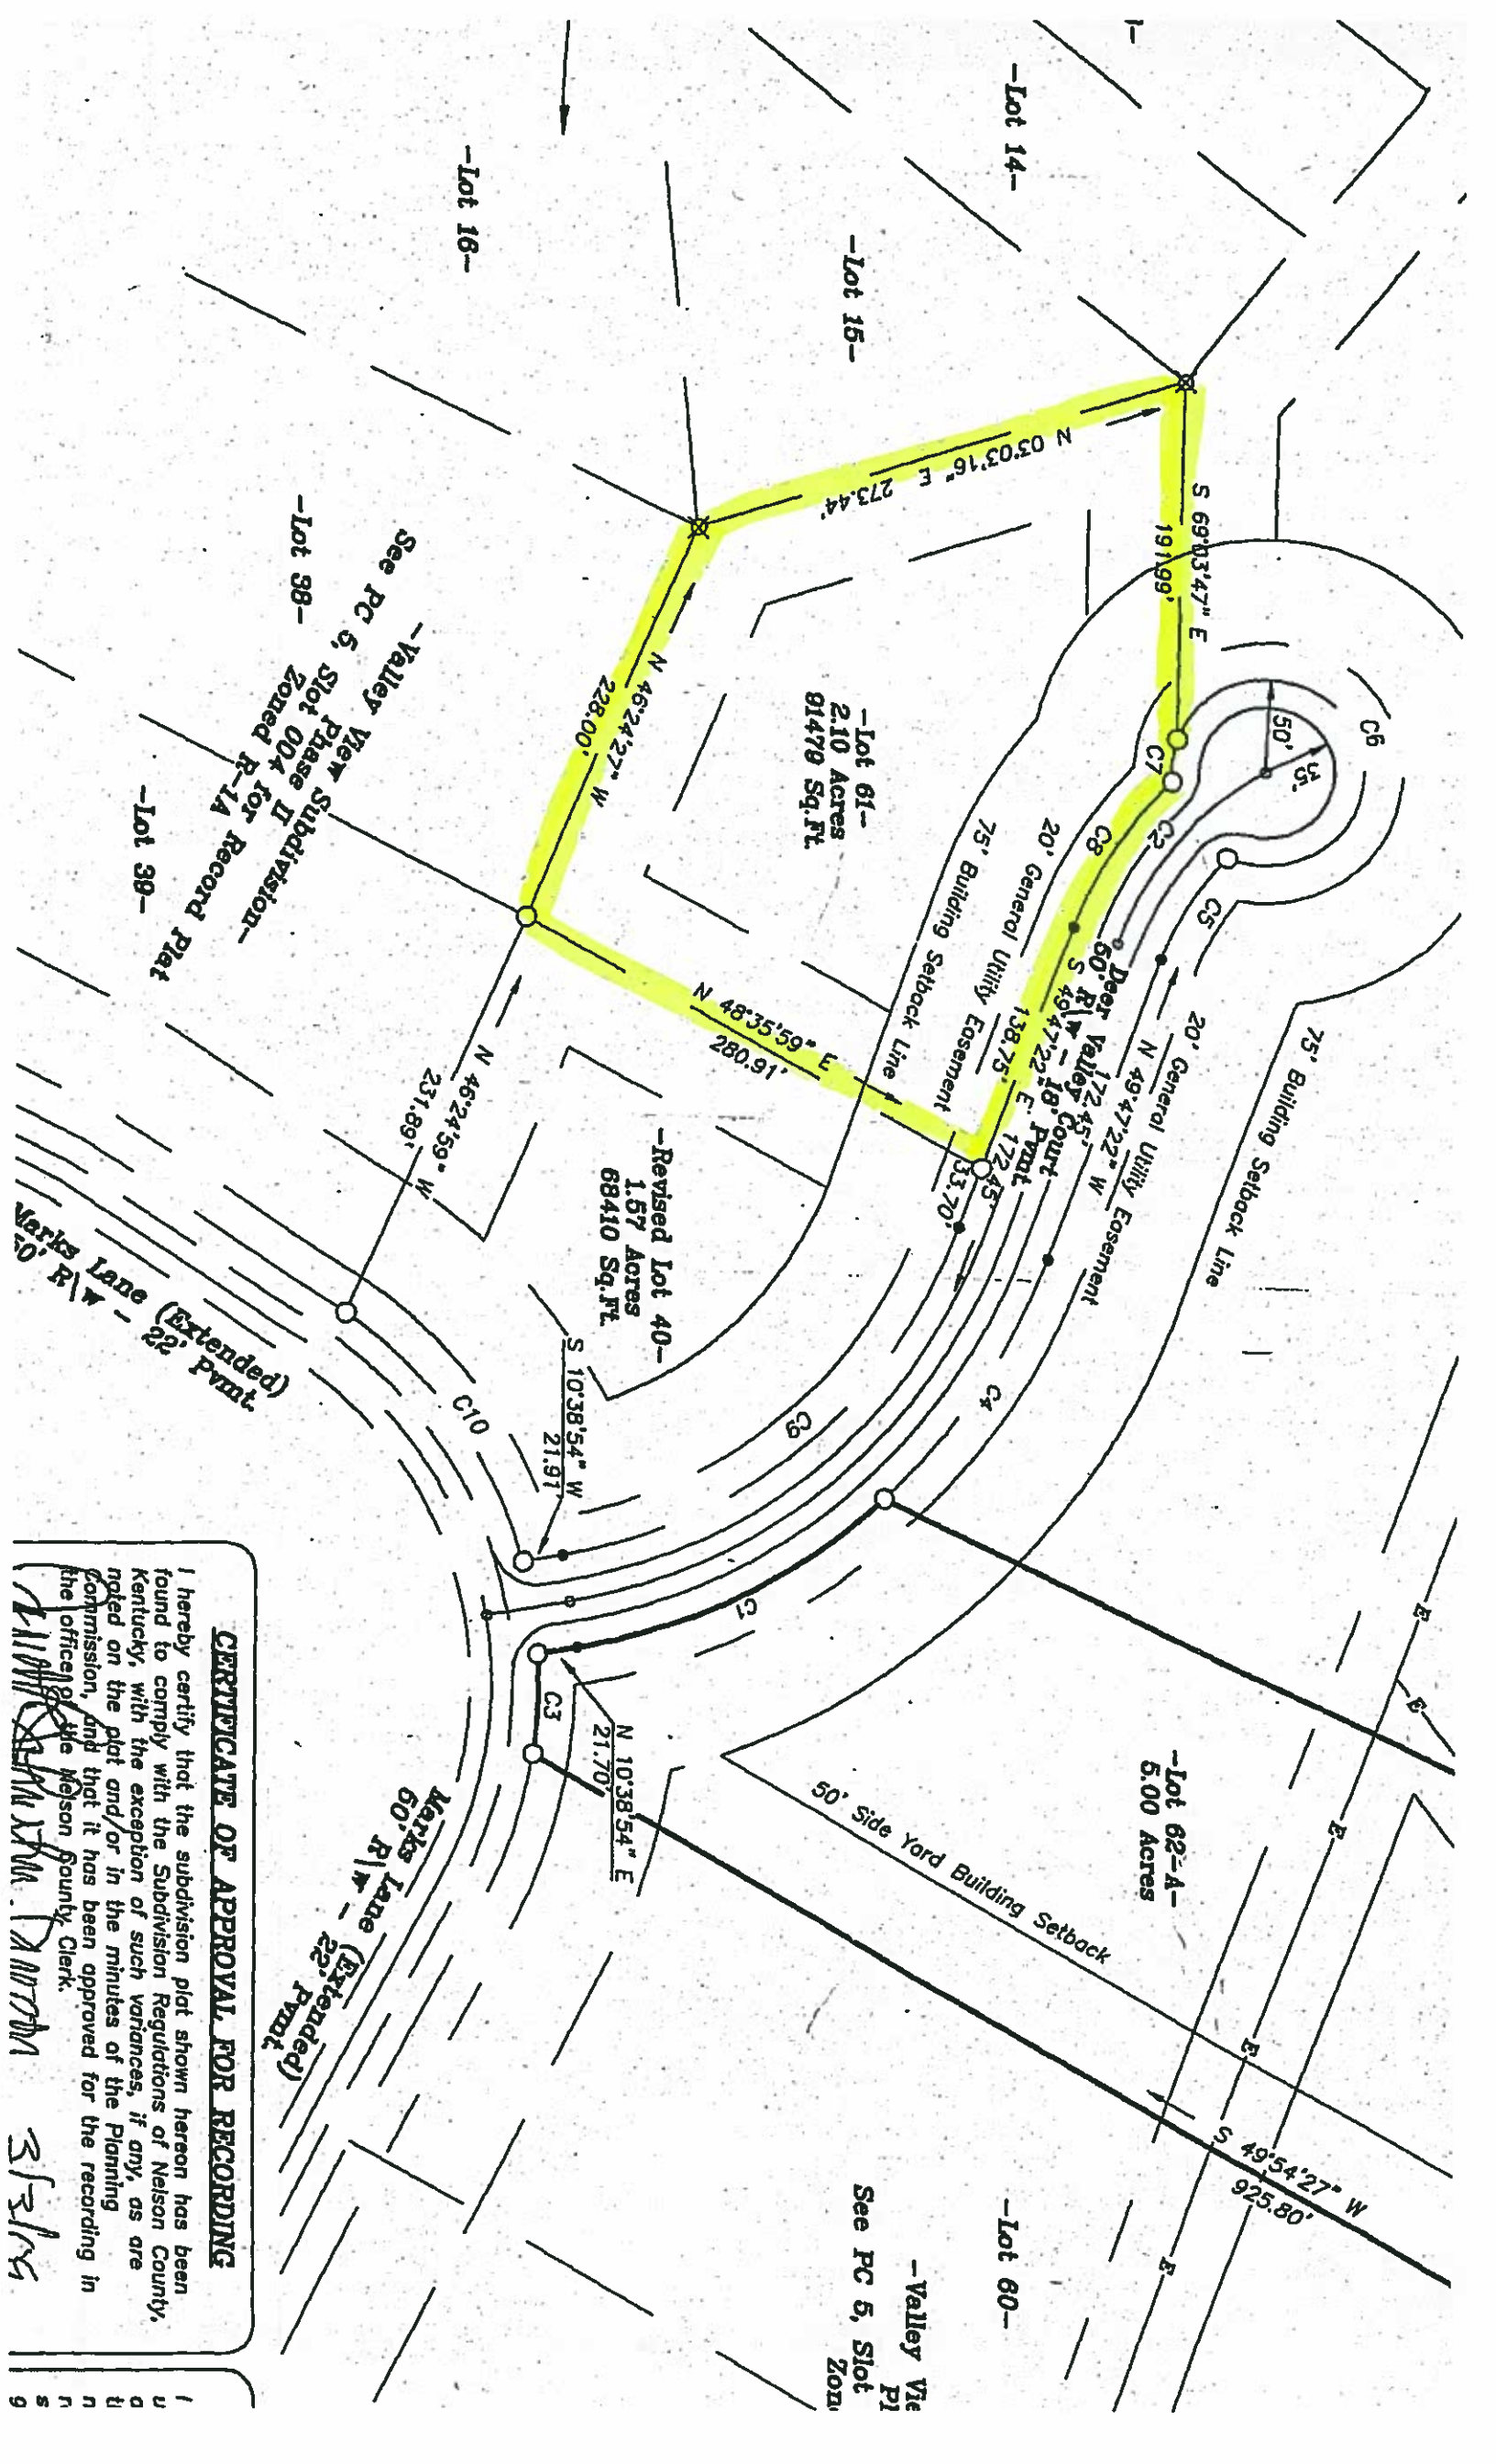 -Lot 14-
-Lot 15-
-Lot 16-
S 69°03'47" E
191.99'
N 03°03'16" E
273.44'
50'
35'
C6
C7
C2
C8
C5
-Lot 61-
2.10 Acres
91479 Sq.Ft.
N 46°24'27" W
228.00'
75' Building Setback Line
20' General Utility Easement
Deer Valley Court
50' R\W - 18' Pvmt
S 49°47'22" E 172.45'
138.75'
33.70'
N 49°47'22" W
172.45'
20' General Utility Easement
75' Building Setback Line
-Lot 38-
-Lot 39-
-Valley View Subdivision-
Phase II
See PC 5, Slot 004 for Record Plat
Zoned R-1A
N 48°35'59" E
280.91'
N 46°24'59" W
231.89'
-Revised Lot 40-
1.57 Acres
68410 Sq.Ft.
S 10°38'54" W
21.91'
C4
C9
C10
C1
C3
N 10°38'54" E
21.70'
Marks Lane (Extended)
50' R\W - 22' Pvmt.
Marks Lane (Extended)
60' R\W - 22' Pvmt.
-Lot 62-A-
5.00 Acres
50' Side Yard Building Setback
E
E
E
E
E
S 49°54'27" W
925.80'
-Lot 60-
-Valley Vie
Pl
See PC 5, Slot
Zon
CERTIFICATE OF APPROVAL FOR RECORDING
I hereby certify that the subdivision plat shown hereon has been
found to comply with the Subdivision Regulations of Nelson County,
Kentucky, with the exception of such variances, if any, as are
noted on the plat and/or in the minutes of the Planning
Commission, and that it has been approved for the recording in
the office of the Nelson County Clerk.